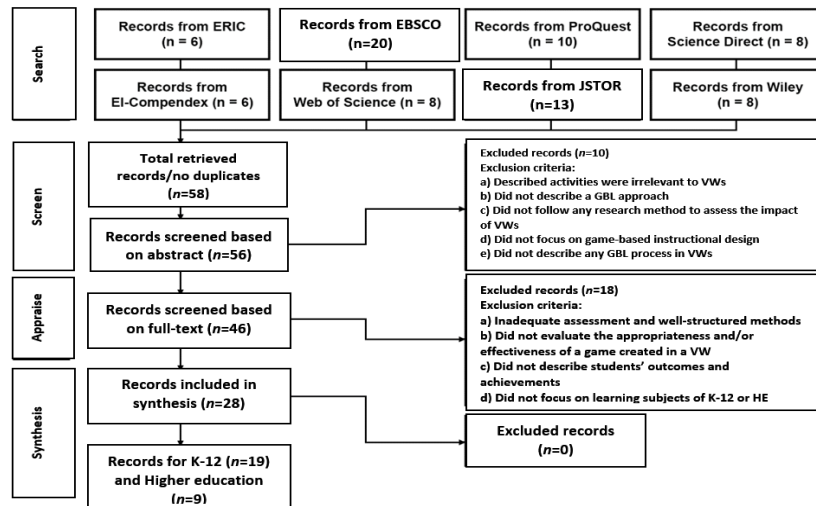 Search
Records from ERIC
(n = 6)
Records from EBSCO
(n=20)
Records from ProQuest
(n = 10)
Records from
Science Direct (n = 8)
Records from
EI-Compendex (n = 6)
Records from
Web of Science (n = 8)
Records from JSTOR
(n=13)
Records from Wiley
(n = 8)
Screen
Total retrieved
records/no duplicates
(n=58)
Records screened based
on abstract (n=56)
Excluded records (n=10)
Exclusion criteria:
a) Described activities were irrelevant to VWs
b) Did not describe a GBL approach
c) Did not follow any research method to assess the impact
of VWs
d) Did not focus on game-based instructional design
e) Did not describe any GBL process in VWs
Appraise
Records screened based
on full-text (n=46)
Excluded records (n=18)
Exclusion criteria:
a) Inadequate assessment and well-structured methods
b) Did not evaluate the appropriateness and/or
effectiveness of a game created in a VW
c) Did not describe students’ outcomes and
achievements
d) Did not focus on learning subjects of K-12 or HE
Synthesis
Records included in
synthesis (n=28)
Excluded records
(n=0)
Records for K-12 (n=19)
and Higher education
(n=9)